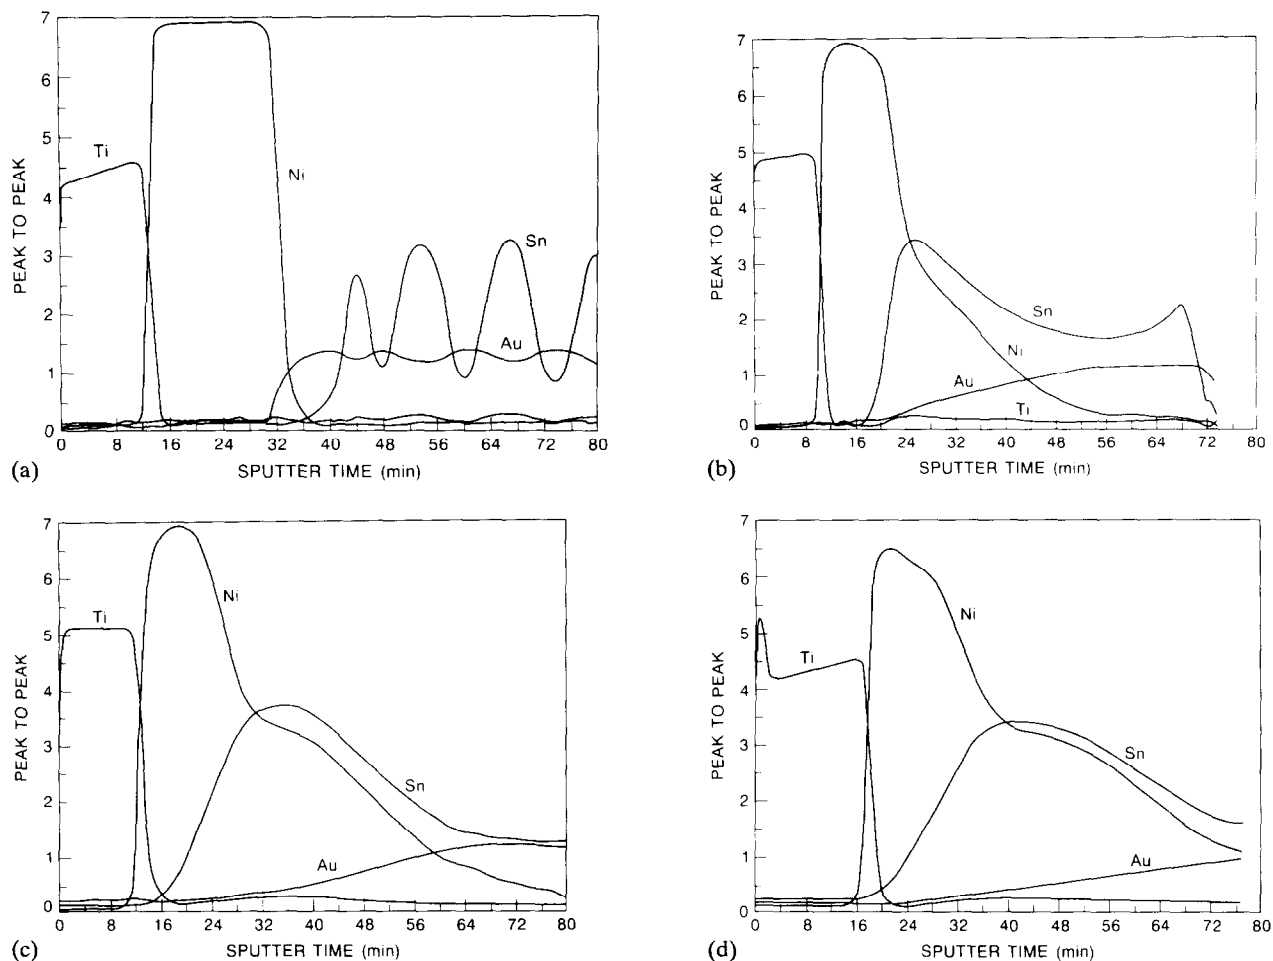 7
6
5
4
3
2
1
0
PEAK TO PEAK
Ti
Ni
Sn
Au
0 8 16 24 32 40 48 56 64 72 80
(a)
SPUTTER TIME (min)
7
6
5
4
3
2
1
0
PEAK TO PEAK
Sn
Ni
Au
Ti
0 8 16 24 32 40 48 56 64 72 80
(b)
SPUTTER TIME (min)
7
6
5
4
3
2
1
0
PEAK TO PEAK
Ti
Ni
Sn
Au
0 8 16 24 32 40 48 56 64 72 80
(c)
SPUTTER TIME (min)
7
6
5
4
3
2
1
0
PEAK TO PEAK
Ti
Ni
Sn
Au
0 8 16 24 32 40 48 56 64 72 80
(d)
SPUTTER TIME (min)